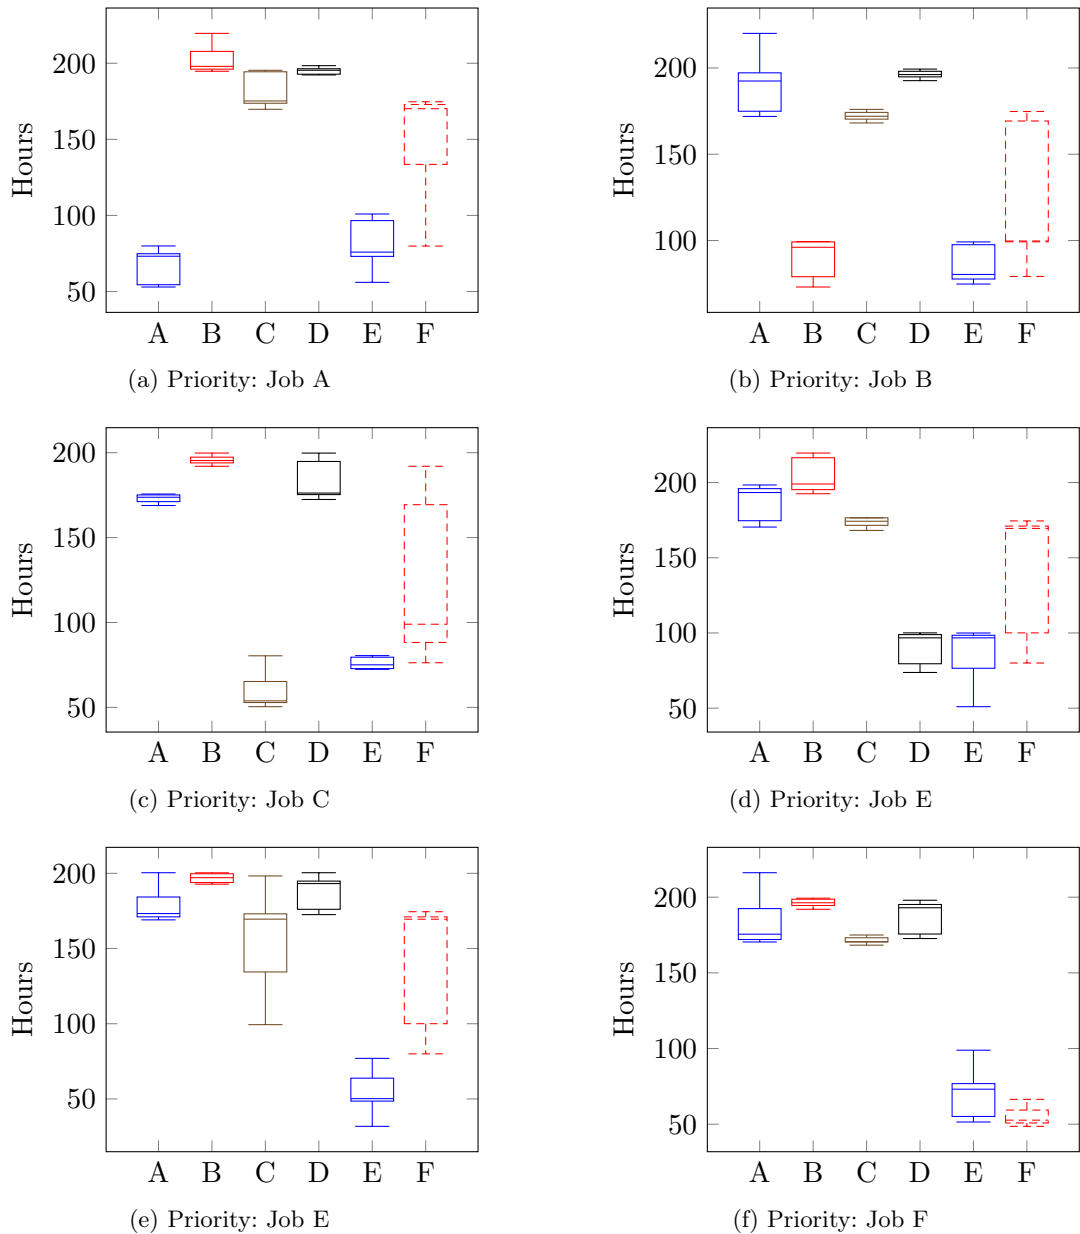 200
150
100
50
Hours
A B C D E F
(a) Priority: Job A
200
150
100
Hours
A B C D E F
(b) Priority: Job B
200
150
100
50
Hours
A B C D E F
(c) Priority: Job C
200
150
100
50
Hours
A B C D E F
(d) Priority: Job E
200
150
100
50
Hours
A B C D E F
(e) Priority: Job E
200
150
100
50
Hours
A B C D E F
(f) Priority: Job F